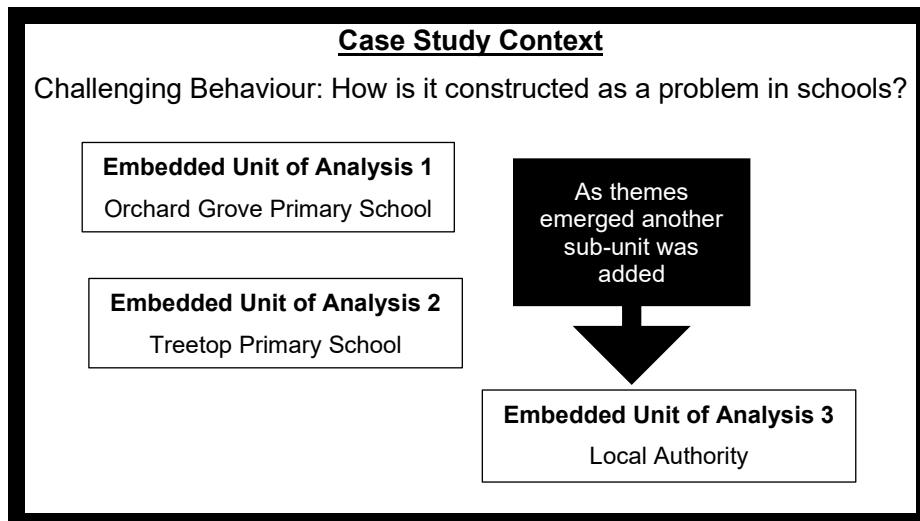 Case Study Context
Challenging Behaviour: How is it constructed as a problem in schools?
Embedded Unit of Analysis 1
Orchard Grove Primary School
As themes
emerged another
sub-unit was
added
Embedded Unit of Analysis 2
Treetop Primary School
Embedded Unit of Analysis 3
Local Authority